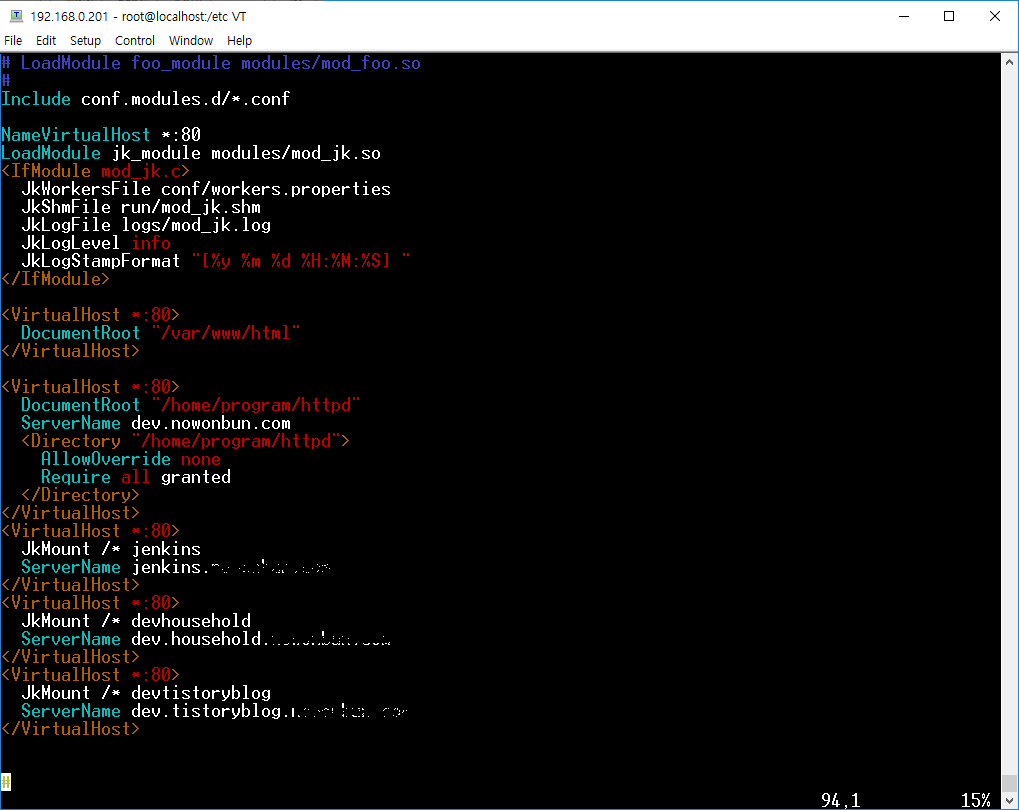 192.168.0.201 - root@localhost:/etc VT
File Edit Setup Control Window Help
# LoadModule foo_module modules/mod_foo.so
#
Include conf.modules.d/*.conf
NameVirtualHost *:80
LoadModule jk_module modules/mod_jk.so
<IfModule mod_jk.c>
  JkWorkersFile conf/workers.properties
  JkShmFile run/mod_jk.shm
  JkLogFile logs/mod_jk.log
  JkLogLevel info
  JkLogStampFormat "[%y %m %d %H:%M:%S] "
</IfModule>
<VirtualHost *:80>
  DocumentRoot "/var/www/html"
</VirtualHost>
<VirtualHost *:80>
  DocumentRoot "/home/program/httpd"
  ServerName dev.nowonbun.com
  <Directory "/home/program/httpd">
    AllowOverride none
    Require all granted
  </Directory>
</VirtualHost>
<VirtualHost *:80>
  JkMount /* jenkins
  ServerName jenkins.
</VirtualHost>
<VirtualHost *:80>
  JkMount /* devhousehold
  ServerName dev.household.
</VirtualHost>
<VirtualHost *:80>
  JkMount /* devtistoryblog
  ServerName dev.tistoryblog.
</VirtualHost>
#
94,1 15%